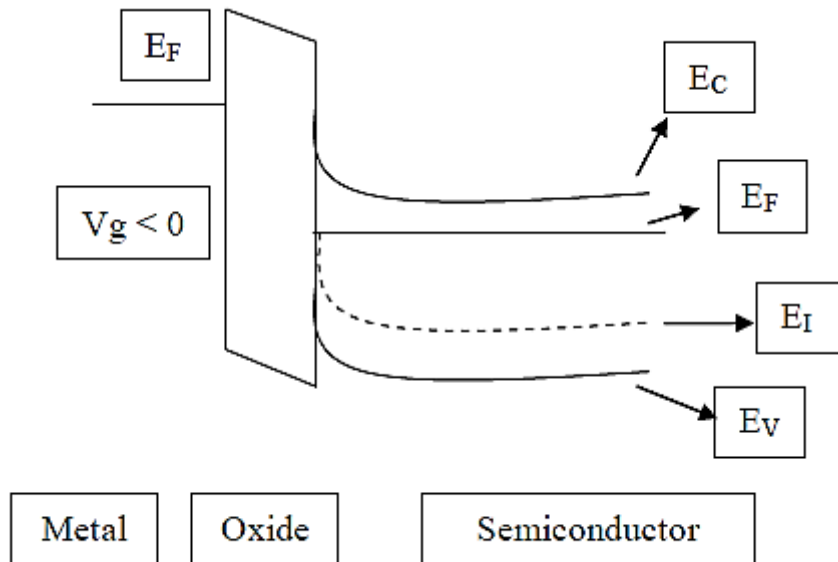 E_F
E_C
Vg < 0
E_F
E_I
E_V
Metal
Oxide
Semiconductor